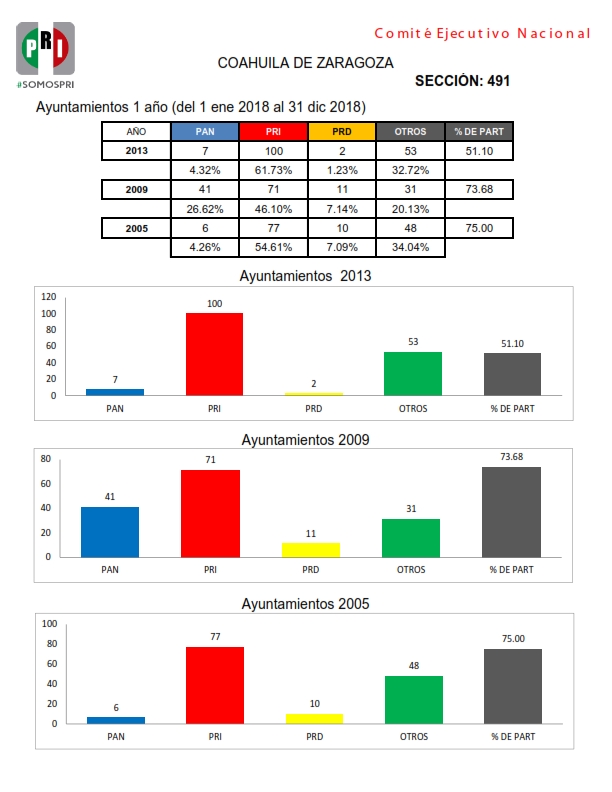 Comité Ejecutivo Nacional
PRI
#SOMOSPRI
COAHUILA DE ZARAGOZA
SECCIÓN: 491
Ayuntamientos 1 año (del 1 ene 2018 al 31 dic 2018)
AÑO PAN PRI PRD OTROS % DE PART
2013 7 100 2 53 51.10
4.32% 61.73% 1.23% 32.72%
2009 41 71 11 31 73.68
26.62% 46.10% 7.14% 20.13%
2005 6 77 10 48 75.00
4.26% 54.61% 7.09% 34.04%
Ayuntamientos 2013
120
100
80
60
40
20
0
7 100 2 53 51.10
PAN PRI PRD OTROS % DE PART
Ayuntamientos 2009
80
60
40
20
0
41 71 11 31 73.68
PAN PRI PRD OTROS % DE PART
Ayuntamientos 2005
100
80
60
40
20
0
6 77 10 48 75.00
PAN PRI PRD OTROS % DE PART